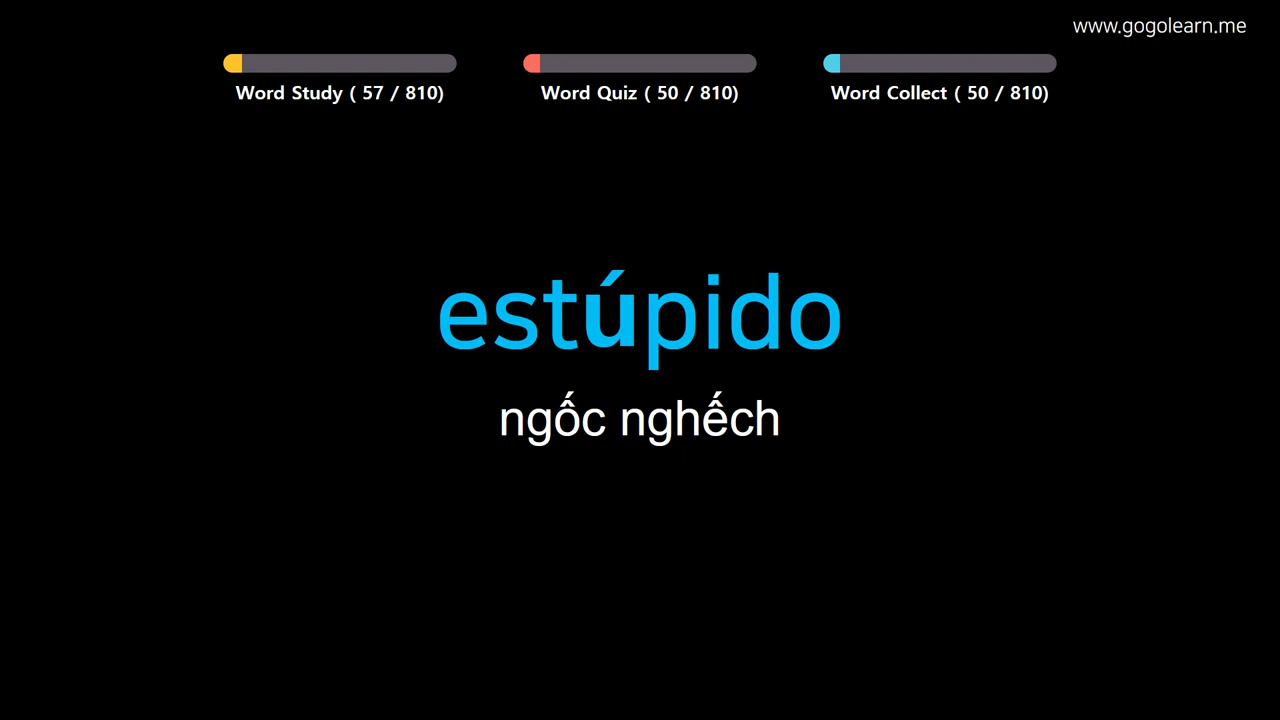 www.gogolearn.me
Word Study ( 57 / 810)
Word Quiz ( 50 / 810)
Word Collect ( 50 / 810)
estúpido
ngốc nghếch